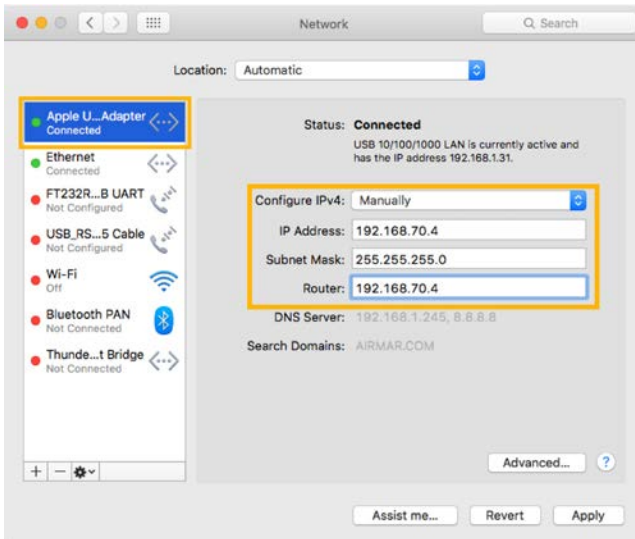 Network
Search
Location: Automatic
Apple U...Adapter
Connected
Ethernet
Connected
FT232R...B UART
Not Configured
USB_RS...5 Cable
Not Configured
Wi-Fi
Off
Bluetooth PAN
Not Connected
Thunde...t Bridge
Not Connected
Status: Connected
USB 10/100/1000 LAN is currently active and
has the IP address 192.168.1.31.
Configure IPv4: Manually
IP Address: 192.168.70.4
Subnet Mask: 255.255.255.0
Router: 192.168.70.4
DNS Server: 192.168.1.245, 8.8.8.8
Search Domains: AIRMAR.COM
Advanced... ?
Assist me... Revert Apply